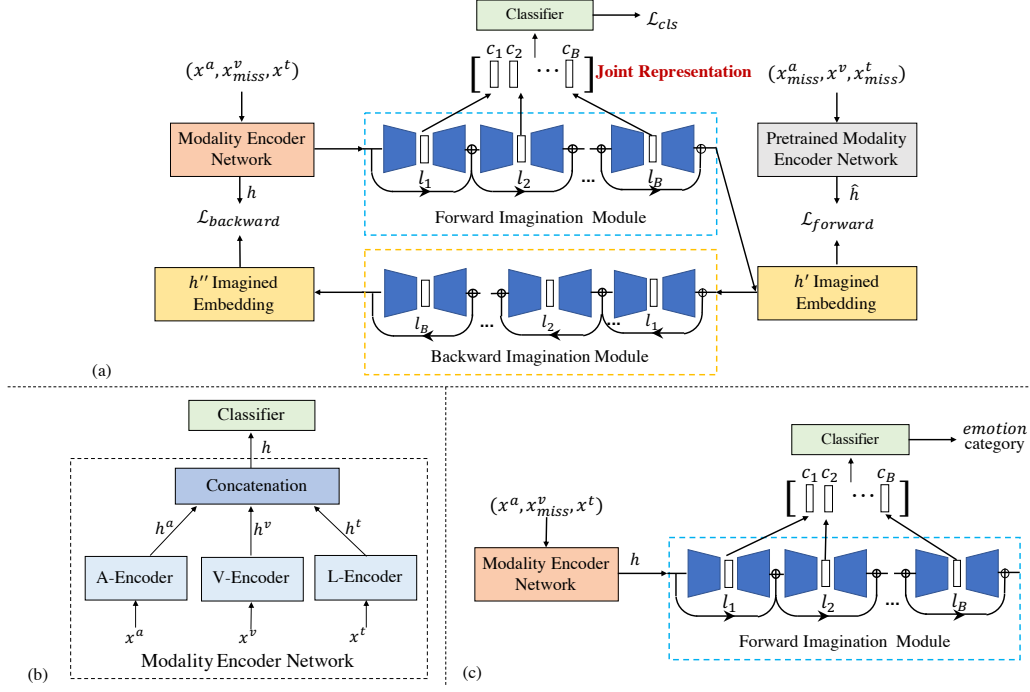 Classifier
ℒ_cls
[ c_1 c_2 ⋯ c_B ]
Joint Representation
(x^a, x^v_miss, x^t)
(x^a_miss, x^v, x^t_miss)
Modality Encoder
Network
Pretrained Modality
Encoder Network
l_1 l_2 ... l_B
Forward Imagination Module
h
ĥ
ℒ_backward
ℒ_forward
h'' Imagined
Embedding
h' Imagined
Embedding
l_B ... l_2 ... l_1
Backward Imagination Module
(a)
Classifier
h
Concatenation
h^a
h^v
h^t
A-Encoder
V-Encoder
L-Encoder
x^a
x^v
x^t
Modality Encoder Network
(b)
Classifier
emotion
category
[ c_1 c_2 ⋯ c_B ]
(x^a, x^v_miss, x^t)
Modality Encoder
Network
h
l_1 l_2 ... l_B
Forward Imagination Module
(c)